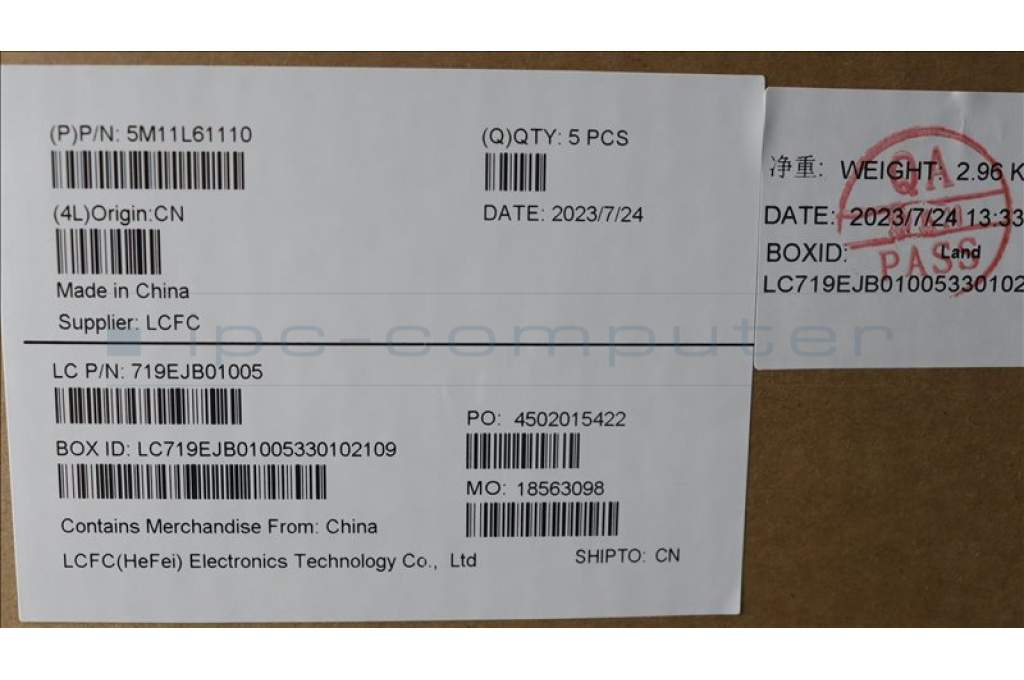 (P)P/N: 5M11L61110
(Q)QTY: 5 PCS
(4L)Origin:CN
DATE: 2023/7/24
Made in China
Supplier: LCFC
LC P/N: 719EJB01005
PO: 4502015422
BOX ID: LC719EJB01005330102109
MO: 18563098
Contains Merchandise From: China
LCFC(HeFei) Electronics Technology Co., Ltd
SHIPTO: CN
净重: WEIGHT: 2.96 K
DATE: 2023/7/24 13:33
BOXID: Land
LC719EJB01005330102
QA
PASS
ipc-computer